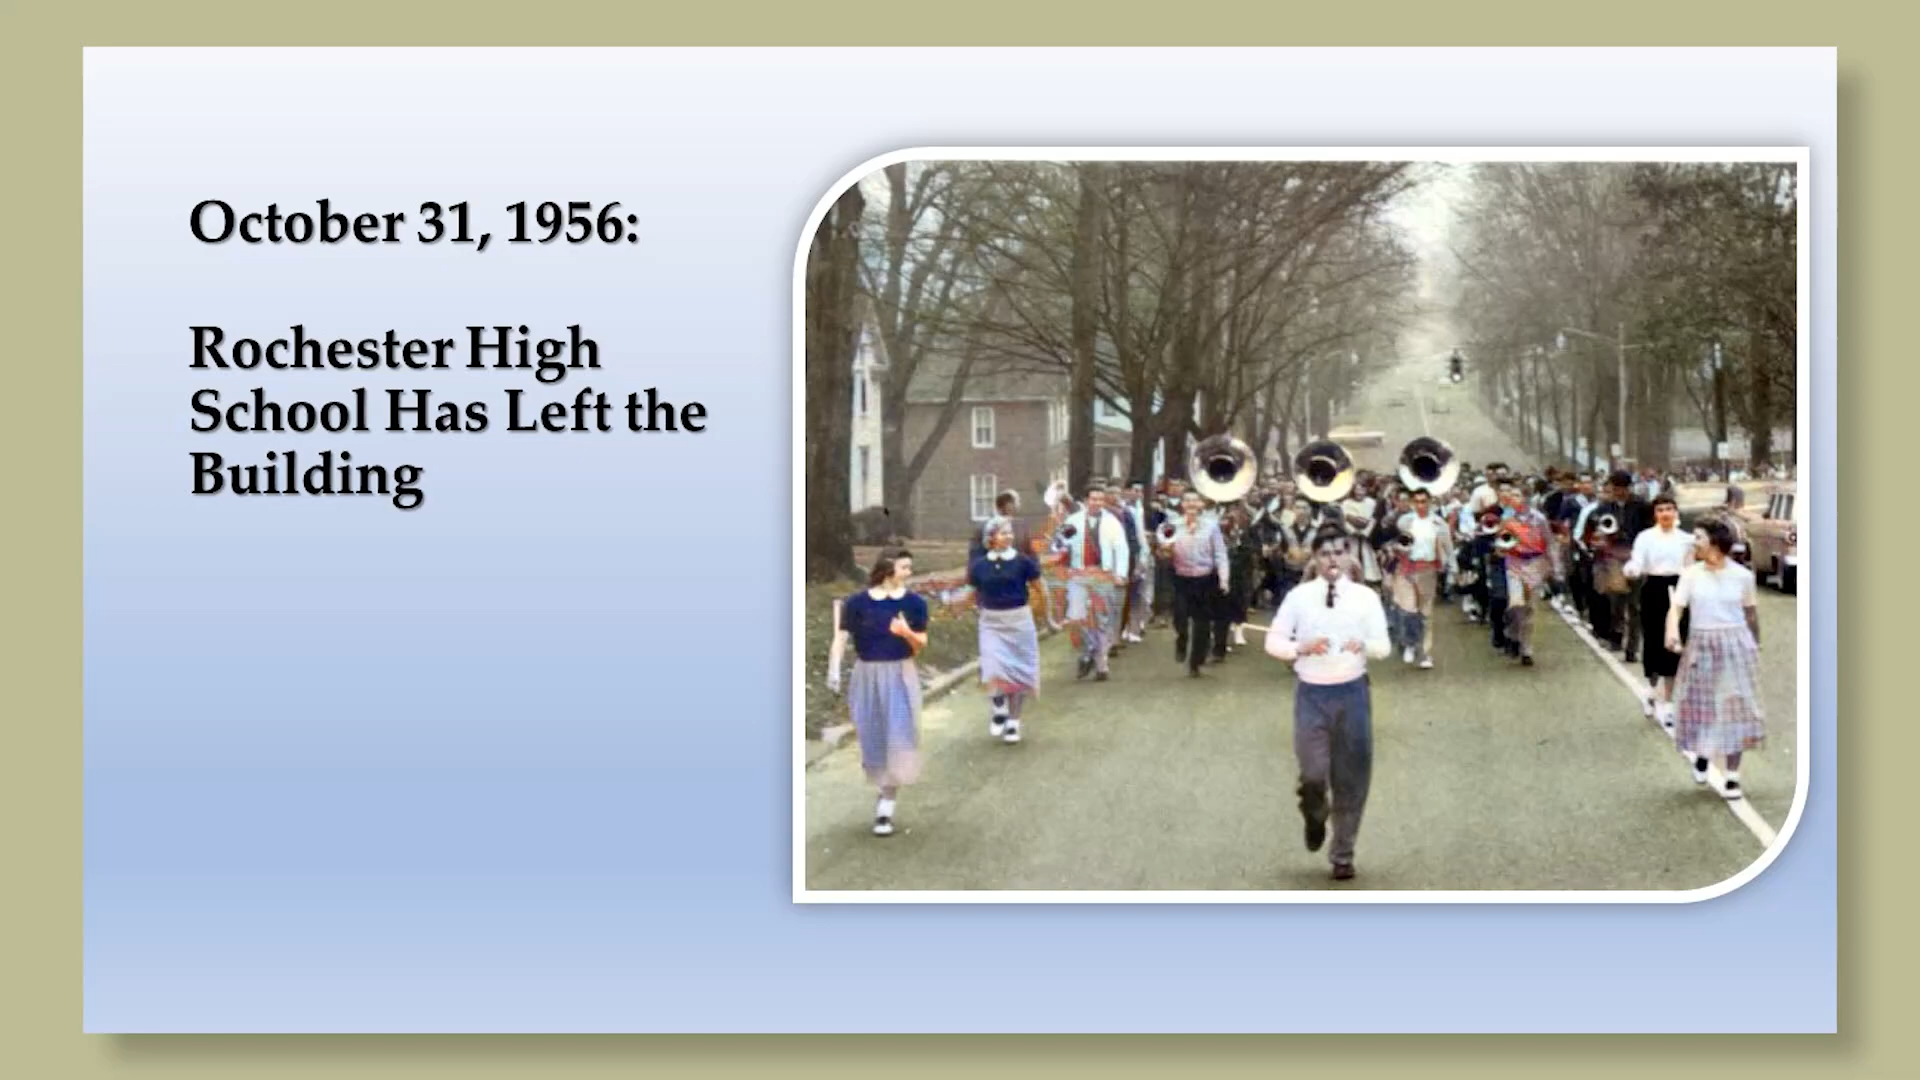 October 31, 1956:
Rochester High
School Has Left the
Building